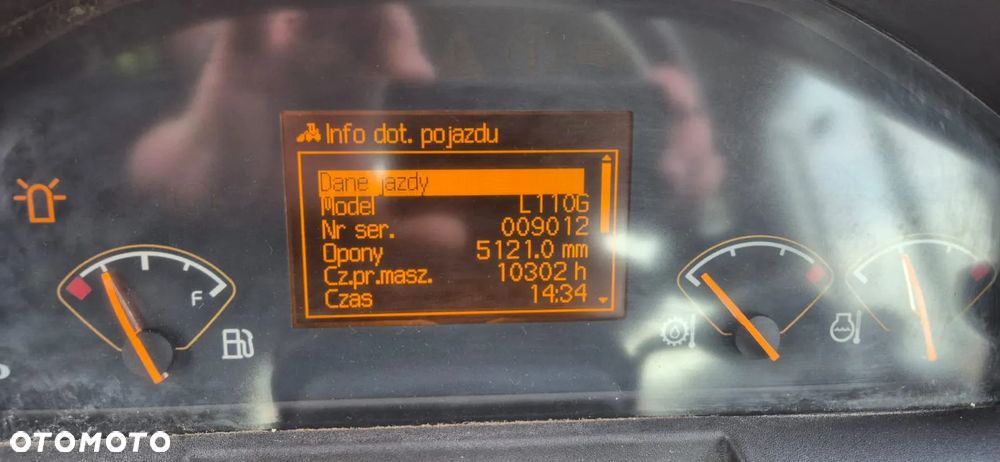 Info dot. pojazdu
Dane jazdy
Model L110G
Nr ser. 009012
Opony 5121.0 mm
Cz.pr.masz. 10302 h
Czas 14:34
F
OTOMOTO